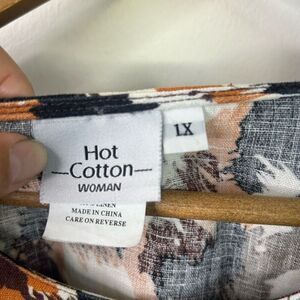 Hot
Cotton
WOMAN
1X
LINEN
MADE IN CHINA
CARE ON REVERSE